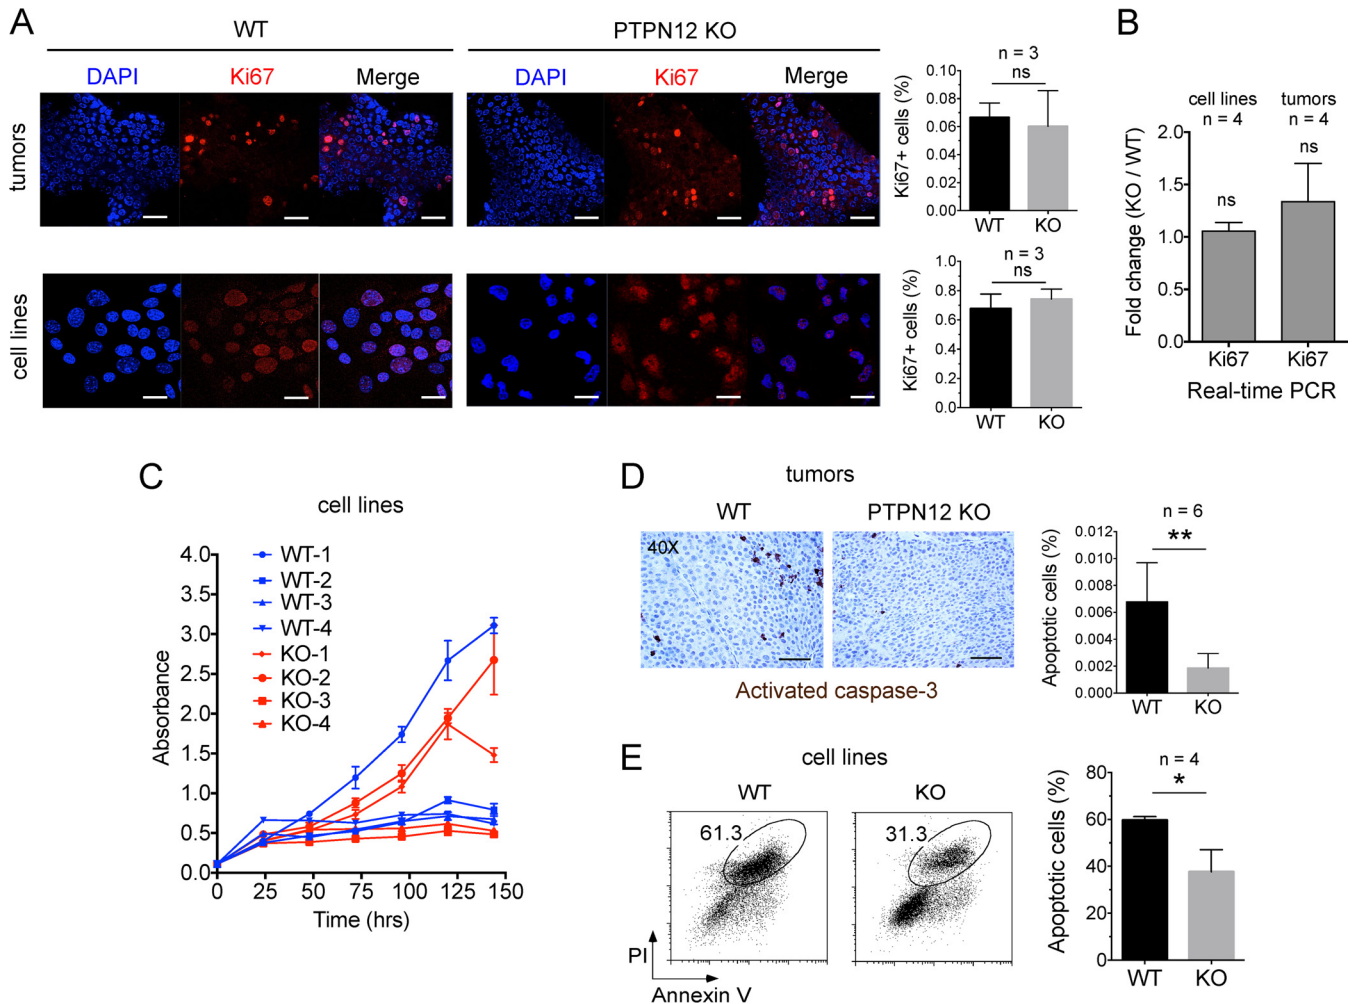 A
WT
PTPN12 KO
DAPI
Ki67
Merge
DAPI
Ki67
Merge
tumors
cell lines
n = 3
ns
Ki67+ cells (%)
0.10
0.08
0.06
0.04
0.02
0.00
WT
KO
n = 3
ns
Ki67+ cells (%)
1.0
0.8
0.6
0.4
0.2
0.0
WT
KO
B
cell lines
n = 4
tumors
n = 4
ns
ns
Fold change (KO / WT)
2.0
1.5
1.0
0.5
0.0
Ki67
Ki67
Real-time PCR
C
cell lines
WT-1
WT-2
WT-3
WT-4
KO-1
KO-2
KO-3
KO-4
Absorbance
4.0
3.5
3.0
2.5
2.0
1.5
1.0
0.5
0.0
0
25
50
75
100
125
150
Time (hrs)
D
tumors
WT
PTPN12 KO
40X
Activated caspase-3
n = 6
**
Apoptotic cells (%)
0.012
0.010
0.008
0.006
0.004
0.002
0.000
WT
KO
E
cell lines
WT
KO
61.3
31.3
PI
Annexin V
n = 4
*
Apoptotic cells (%)
80
60
40
20
0
WT
KO